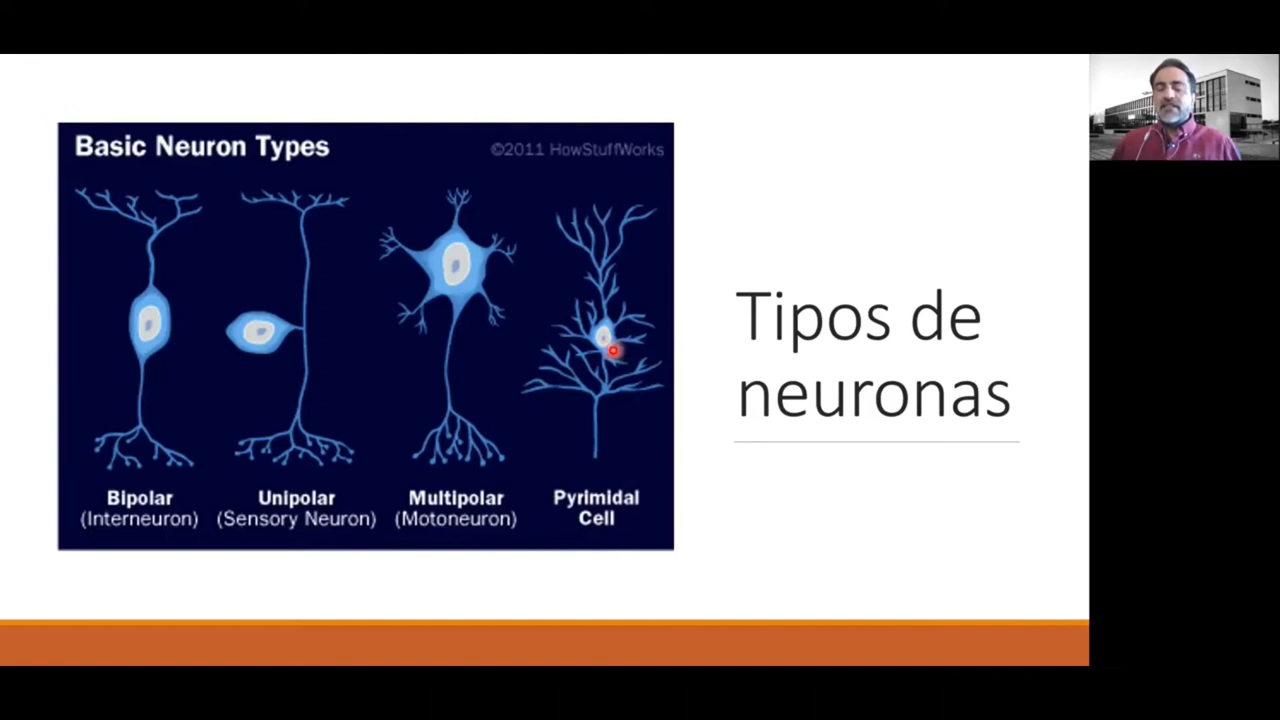 Basic Neuron Types
©2011 HowStuffWorks
Bipolar
(Interneuron)
Unipolar
(Sensory Neuron)
Multipolar
(Motoneuron)
Pyrimidal
Cell
Tipos de
neuronas